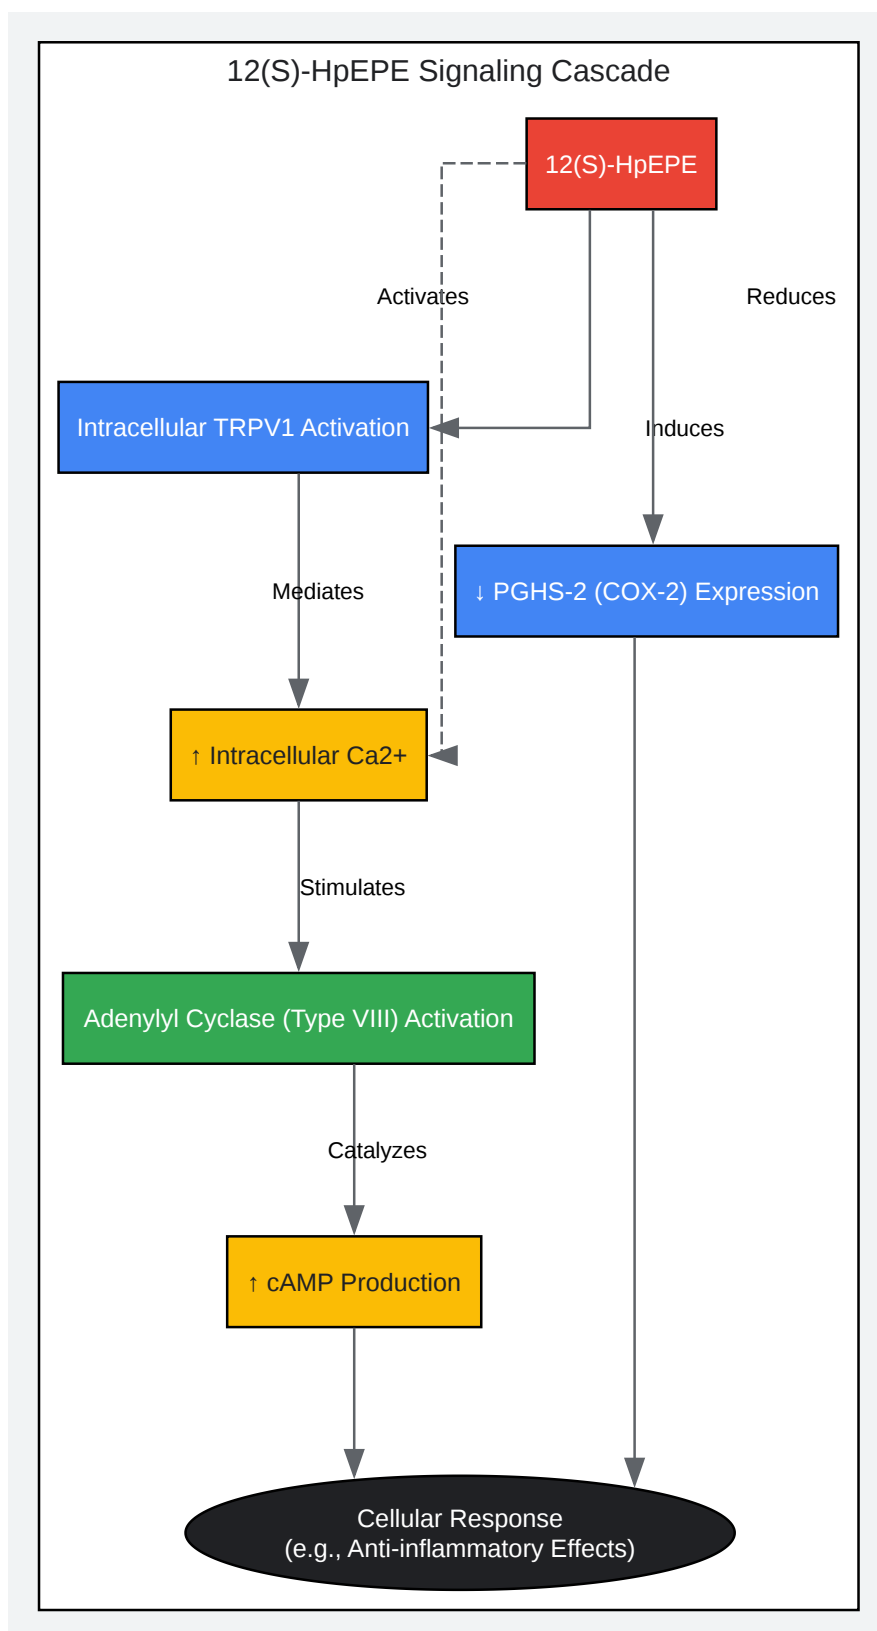 12(S)-HpEPE Signaling Cascade
12(S)-HpEPE
Activates
Reduces
Intracellular TRPV1 Activation
Induces
Mediates
↓ PGHS-2 (COX-2) Expression
↑ Intracellular Ca2+
Stimulates
Adenylyl Cyclase (Type VIII) Activation
Catalyzes
↑ cAMP Production
Cellular Response
(e.g., Anti-inflammatory Effects)